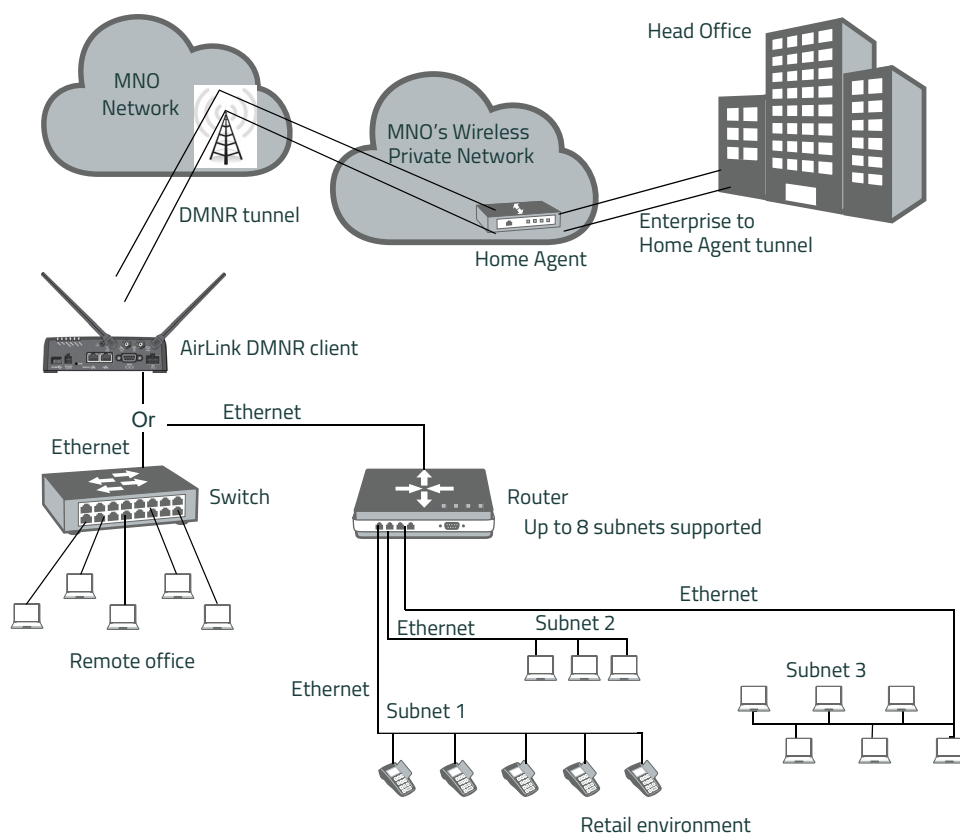 Head Office
MNO
Network
MNO's Wireless
Private Network
DMNR tunnel
Enterprise to
Home Agent tunnel
Home Agent
AirLink DMNR client
Or
Ethernet
Ethernet
Switch
Router
Up to 8 subnets supported
Ethernet
Ethernet
Subnet 2
Remote office
Subnet 3
Ethernet
Subnet 1
Retail environment